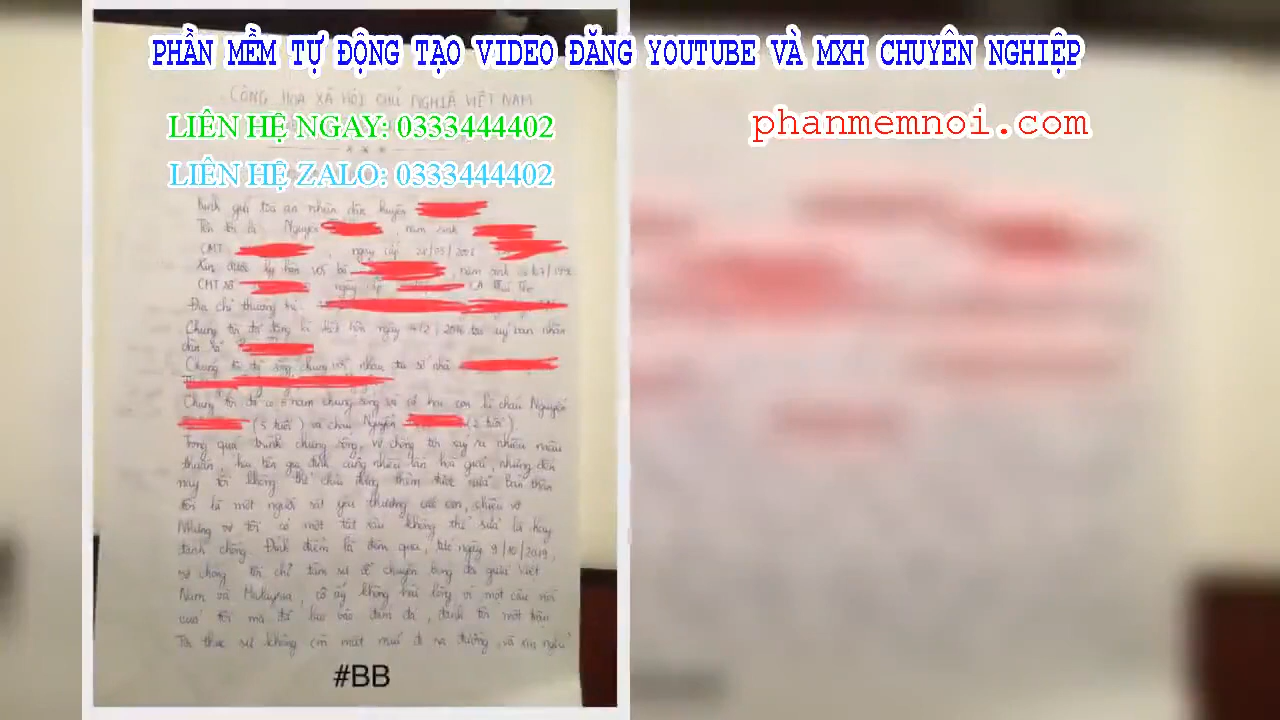 PHẦN MỀM TỰ ĐỘNG TẠO VIDEO ĐĂNG YOUTUBE VÀ MXH CHUYÊN NGHIỆP
CỘNG HÒA XÃ HỘI CHỦ NGHĨA VIỆT NAM
LIÊN HỆ NGAY: 0333444402
phanmemnoi.com
LIÊN HỆ ZALO: 0333444402
Kính gửi tòa án nhân dân huyện
Tên tôi là Nguyễn , năm sinh
CMT , ngày cấp
Xin được ly hôn với bà , năm sinh
CMT số ngày cấp CA Phú Thọ
Địa chỉ thường trú:
Chúng tôi đã đăng kí kết hôn ngày tại uỷ ban nhân
dân xã
Chúng tôi đã sống chung với nhau tại số nhà
Chúng tôi đã có 5 năm chung sống và có hai con là cháu Nguyễn
(5 tuổi) và cháu Nguyễn (2 tuổi)
Trong quá trình chung sống, vợ chồng tôi xảy ra nhiều mâu
thuẫn, hai bên gia đình cũng nhiều lần hoà giải, nhưng đến
nay tôi không thể chịu đựng thêm được nữa. Bản thân
tôi là một người rất yêu thương các con, chiều vợ
Nhưng vợ tôi có một tật xấu không thể sửa là hay
đánh chồng. Đỉnh điểm là đêm qua, tức ngày 9/10/2019,
vợ chồng tôi chỉ tâm sự về chuyện bóng đá giữa Việt
Nam và Malaysia, cô ấy không hài lòng vì một câu nói
của tôi mà đã lao vào đấm đá, đánh tôi một trận
Tôi thực sự không còn mặt mũi đi ra đường, và xin nghỉ
#BB